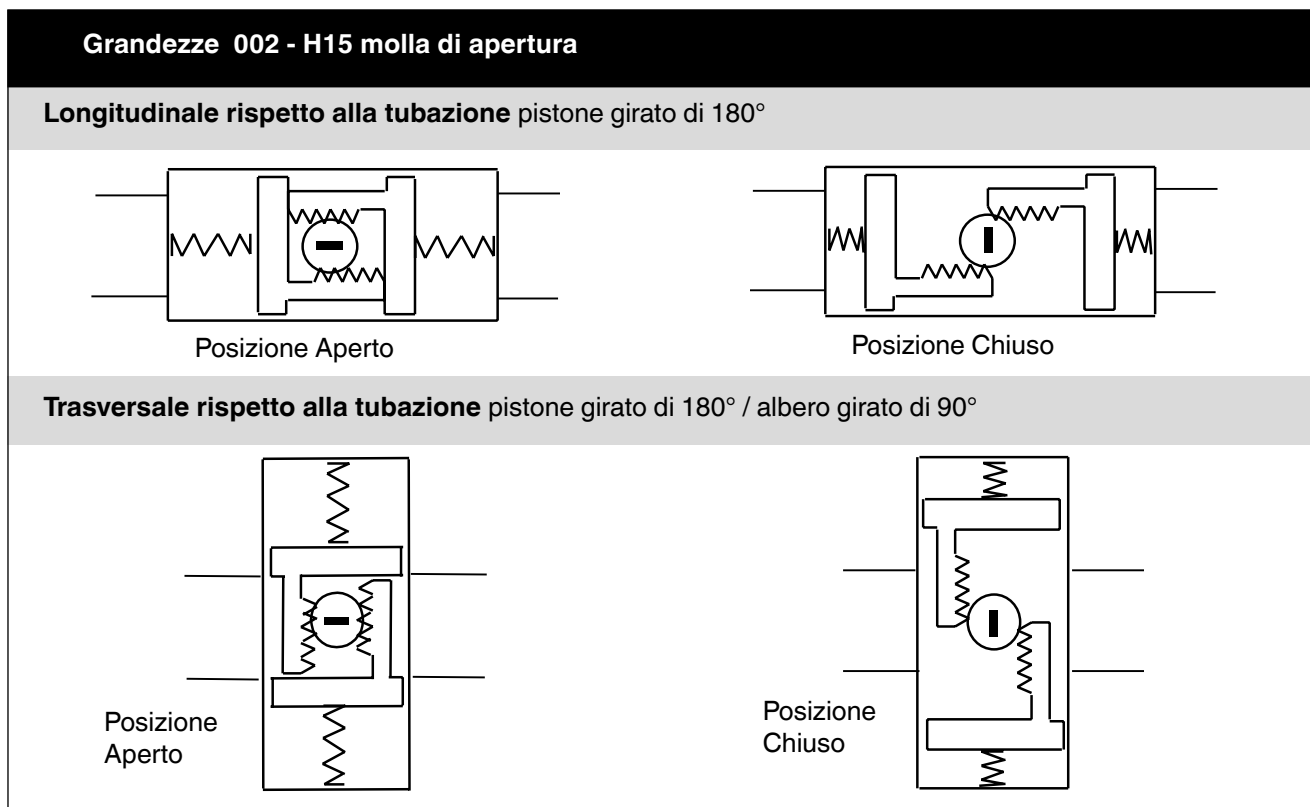 Grandezze 002 - H15 molla di apertura
Longitudinale rispetto alla tubazione pistone girato di 180°
Posizione Aperto
Posizione Chiuso
Trasversale rispetto alla tubazione pistone girato di 180° / albero girato di 90°
Posizione
Aperto
Posizione
Chiuso